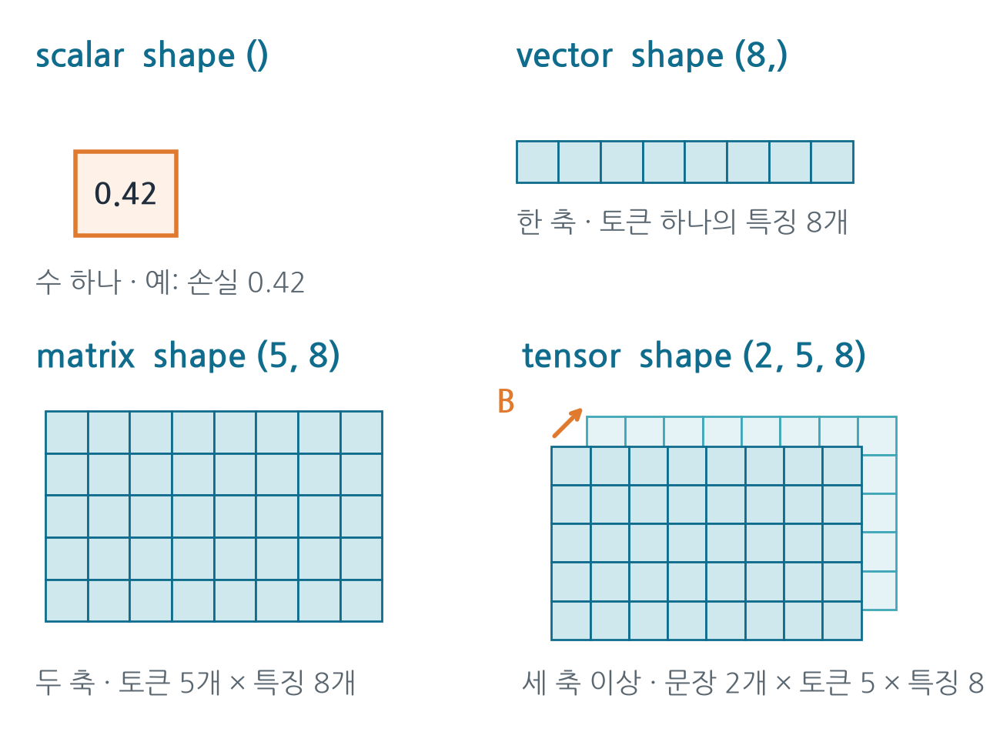 scalar  shape ()
0.42
수 하나 · 예: 손실 0.42
vector  shape (8,)
한 축 · 토큰 하나의 특징 8개
matrix  shape (5, 8)
두 축 · 토큰 5개 × 특징 8개
tensor  shape (2, 5, 8)
B
세 축 이상 · 문장 2개 × 토큰 5 × 특징 8